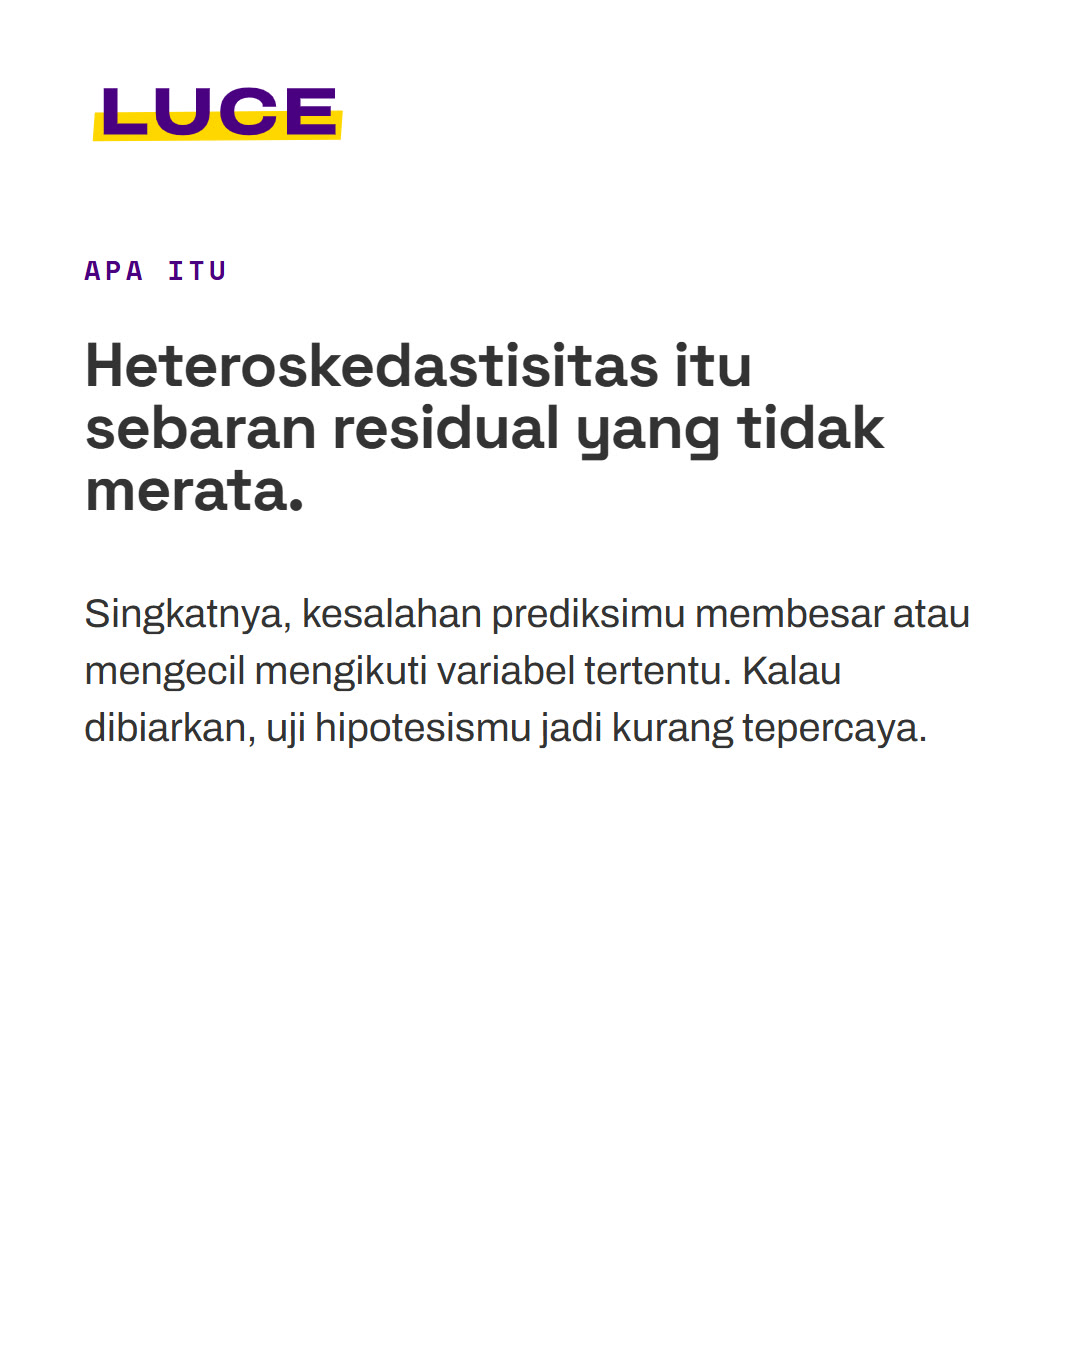 LUCE
APA ITU
Heteroskedastisitas itu
sebaran residual yang tidak
merata.
Singkatnya, kesalahan prediksimu membesar atau
mengecil mengikuti variabel tertentu. Kalau
dibiarkan, uji hipotesismu jadi kurang tepercaya.